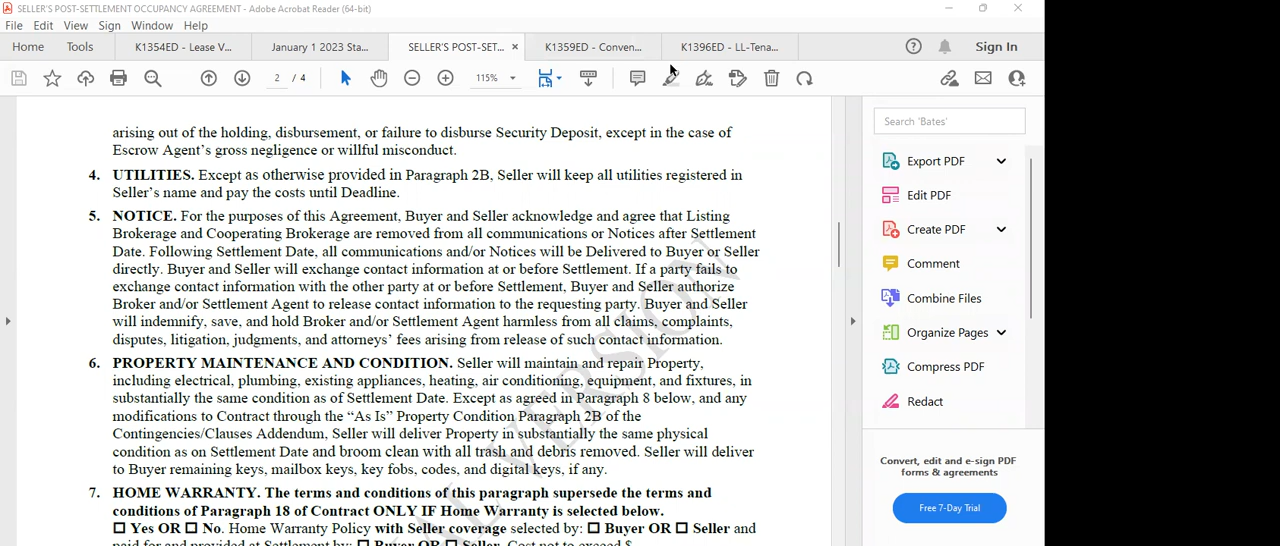 SELLER'S POST-SETTLEMENT OCCUPANCY AGREEMENT - Adobe Acrobat Reader (64-bit)
File Edit View Sign Window Help
Home Tools K1354ED - Lease V... January 1 2023 Sta... SELLER'S POST-SET... × K1359ED - Conven... K1396ED - LL-Tena... Sign In
2 / 4 115%
arising out of the holding, disbursement, or failure to disburse Security Deposit, except in the case of
Escrow Agent's gross negligence or willful misconduct.
4. UTILITIES. Except as otherwise provided in Paragraph 2B, Seller will keep all utilities registered in
Seller's name and pay the costs until Deadline.
5. NOTICE. For the purposes of this Agreement, Buyer and Seller acknowledge and agree that Listing
Brokerage and Cooperating Brokerage are removed from all communications or Notices after Settlement
Date. Following Settlement Date, all communications and/or Notices will be Delivered to Buyer or Seller
directly. Buyer and Seller will exchange contact information at or before Settlement. If a party fails to
exchange contact information with the other party at or before Settlement, Buyer and Seller authorize
Broker and/or Settlement Agent to release contact information to the requesting party. Buyer and Seller
will indemnify, save, and hold Broker and/or Settlement Agent harmless from all claims, complaints,
disputes, litigation, judgments, and attorneys' fees arising from release of such contact information.
6. PROPERTY MAINTENANCE AND CONDITION. Seller will maintain and repair Property,
including electrical, plumbing, existing appliances, heating, air conditioning, equipment, and fixtures, in
substantially the same condition as of Settlement Date. Except as agreed in Paragraph 8 below, and any
modifications to Contract through the "As Is" Property Condition Paragraph 2B of the
Contingencies/Clauses Addendum, Seller will deliver Property in substantially the same physical
condition as on Settlement Date and broom clean with all trash and debris removed. Seller will deliver
to Buyer remaining keys, mailbox keys, key fobs, codes, and digital keys, if any.
7. HOME WARRANTY. The terms and conditions of this paragraph supersede the terms and
conditions of Paragraph 18 of Contract ONLY IF Home Warranty is selected below.
☐ Yes OR ☐ No. Home Warranty Policy with Seller coverage selected by: ☐ Buyer OR ☐ Seller and
paid for and provided at Settlement by: ☐ Buyer OR ☐ Seller. Cost not to exceed $
AL VERSION
Search 'Bates'
Export PDF
Edit PDF
Create PDF
Comment
Combine Files
Organize Pages
Compress PDF
Redact
Convert, edit and e-sign PDF
forms & agreements
Free 7-Day Trial